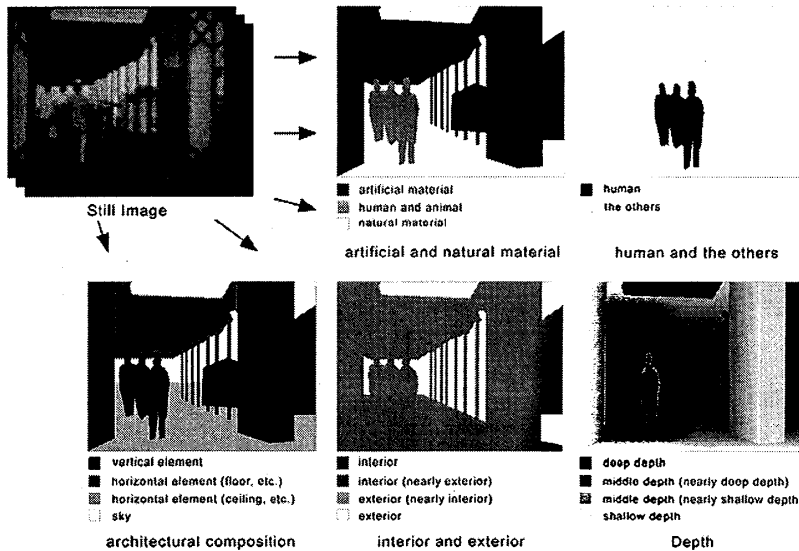 Still Image
artificial material
human and animal
natural material
artificial and natural material
human
the others
human and the others
vertical element
horizontal element (floor, etc.)
horizontal element (ceiling, etc.)
sky
architectural composition
interior
interior (nearly exterior)
exterior (nearly interior)
exterior
interior and exterior
deep depth
middle depth (nearly deep depth)
middle depth (nearly shallow depth)
shallow depth
Depth